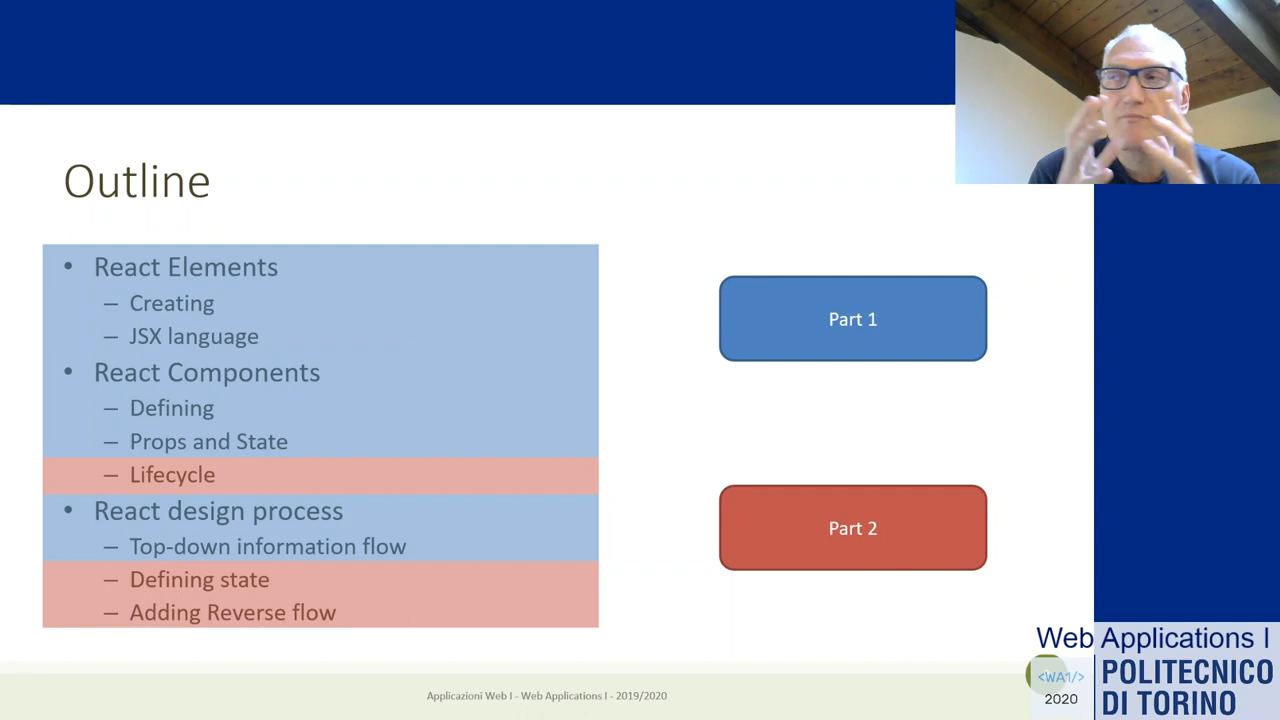 Outline
• React Elements
– Creating
– JSX language
• React Components
– Defining
– Props and State
– Lifecycle
• React design process
– Top-down information flow
– Defining state
– Adding Reverse flow
Part 1
Part 2
Applicazioni Web I - Web Applications I - 2019/2020
Web Applications I
<WA1/>
2020
POLITECNICO
DI TORINO